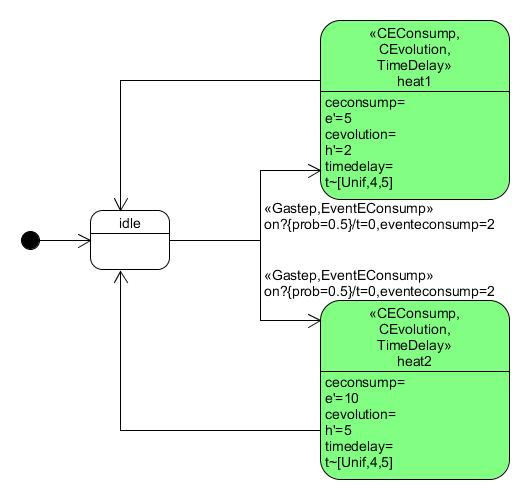 «CEConsump,
CEvolution,
TimeDelay»
heat1
ceconsump=
e'=5
cevolution=
h'=2
timedelay=
t~[Unif,4,5]
«Gastep,EventEConsump»
on?{prob=0.5}/t=0,eventeconsump=2
idle
«Gastep,EventEConsump»
on?{prob=0.5}/t=0,eventeconsump=2
«CEConsump,
CEvolution,
TimeDelay»
heat2
ceconsump=
e'=10
cevolution=
h'=5
timedelay=
t~[Unif,4,5]